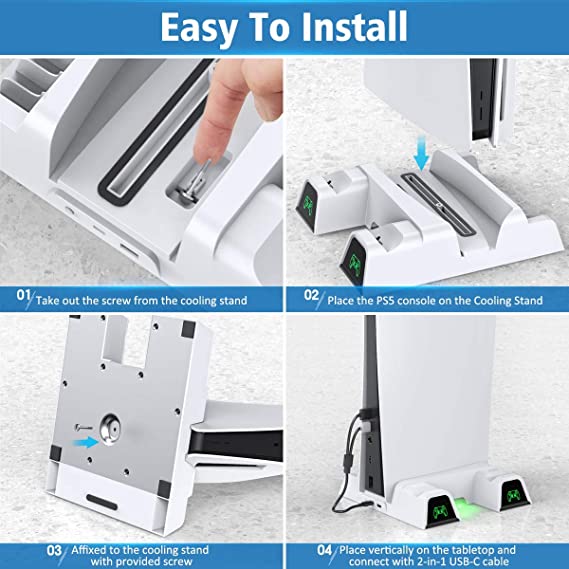 Easy To Install
01 Take out the screw from the cooling stand
02 Place the PS5 console on the Cooling Stand
03 Affixed to the cooling stand
with provided screw
04 Place vertically on the tabletop and
connect with 2-in-1 USB-C cable